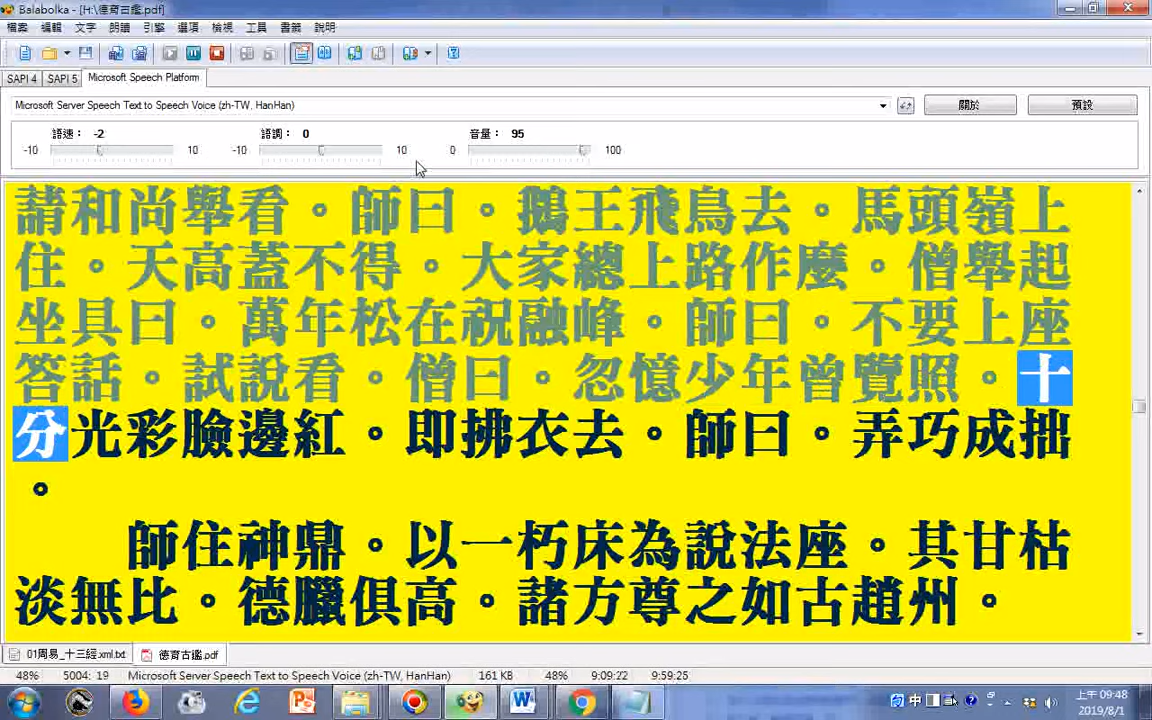 Balabolka - [H:\德育古鑑.pdf]
檔案 編輯 文字 朗讀 引擎 選項 檢視 工具 書籤 說明
SAPI 4 SAPI 5 Microsoft Speech Platform
Microsoft Server Speech Text to Speech Voice (zh-TW, HanHan) 關於 預設
語速： -2 語調： 0 音量： 95
-10 10 -10 10 0 100
請和尚舉看。師曰。鵝王飛鳥去。馬頭嶺上
住。天高蓋不得。大家總上路作麼。僧舉起
坐具曰。萬年松在祝融峰。師曰。不要上座
答話。試說看。僧曰。忽憶少年曾覽照。十
分光彩臉邊紅。即拂衣去。師曰。弄巧成拙
。
師住神鼎。以一朽床為說法座。其甘枯
淡無比。德臘俱高。諸方尊之如古趙州。
01周易_十三經.xml.txt 德育古鑑.pdf
48% 5004: 19 Microsoft Server Speech Text to Speech Voice (zh-TW, HanHan) 161 KB 48% 9:09:22 9:59:25
中 上午 09:48
2019/8/1